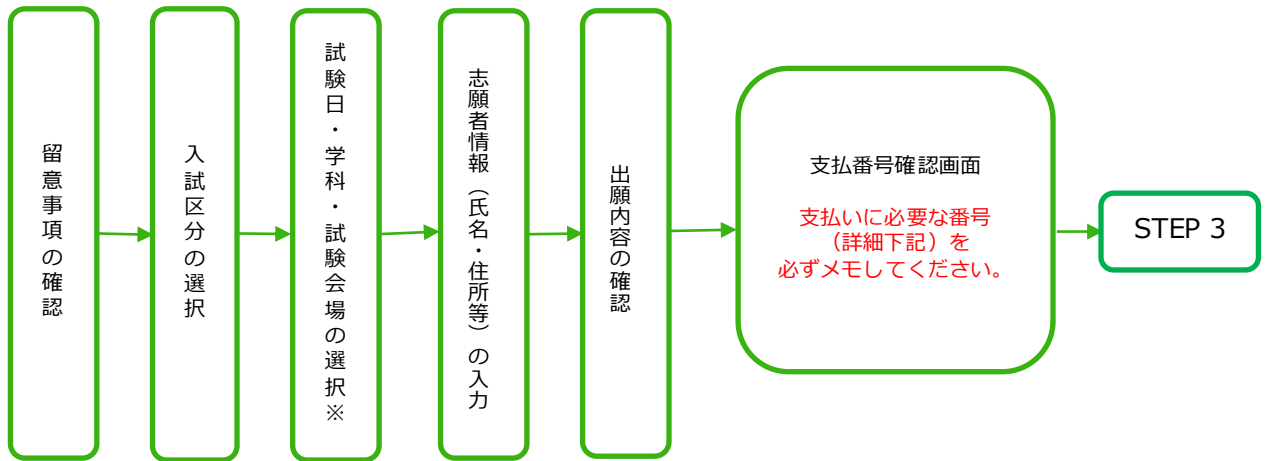 留意事項の確認
入試区分の選択
試験日・学科・試験会場の選択※
志願者情報（氏名・住所等）の入力
出願内容の確認
支払番号確認画面
支払いに必要な番号
（詳細下記）を
必ずメモしてください。
STEP 3